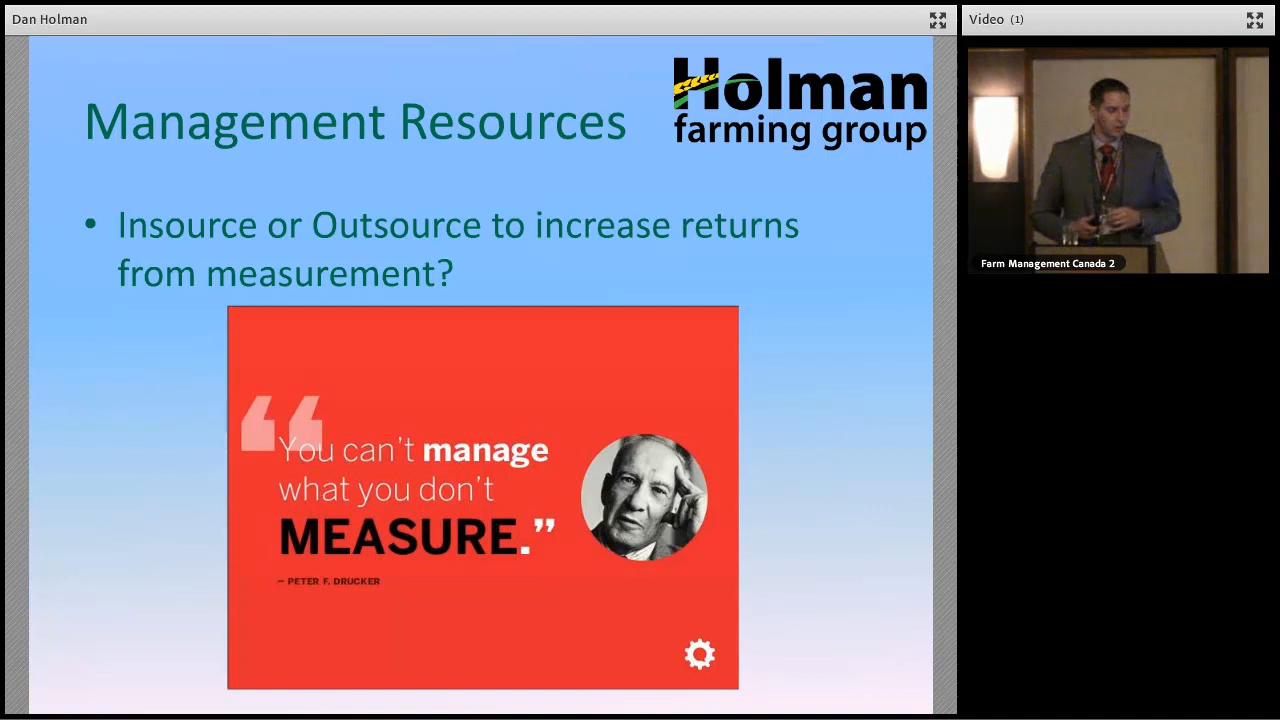 Dan Holman
Video (1)
Holman
farming group
Management Resources
• Insource or Outsource to increase returns
from measurement?
“
You can’t manage
what you don’t
MEASURE.”
– PETER F. DRUCKER
Farm Management Canada 2